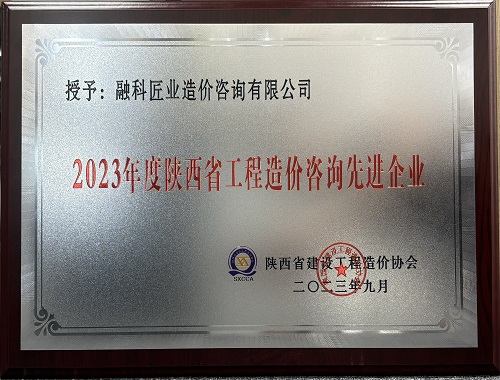 授予：融科匠业造价咨询有限公司
2023年度陕西省工程造价咨询先进企业
SXCCA
陕西省建设工程造价协会
二〇二三年九月